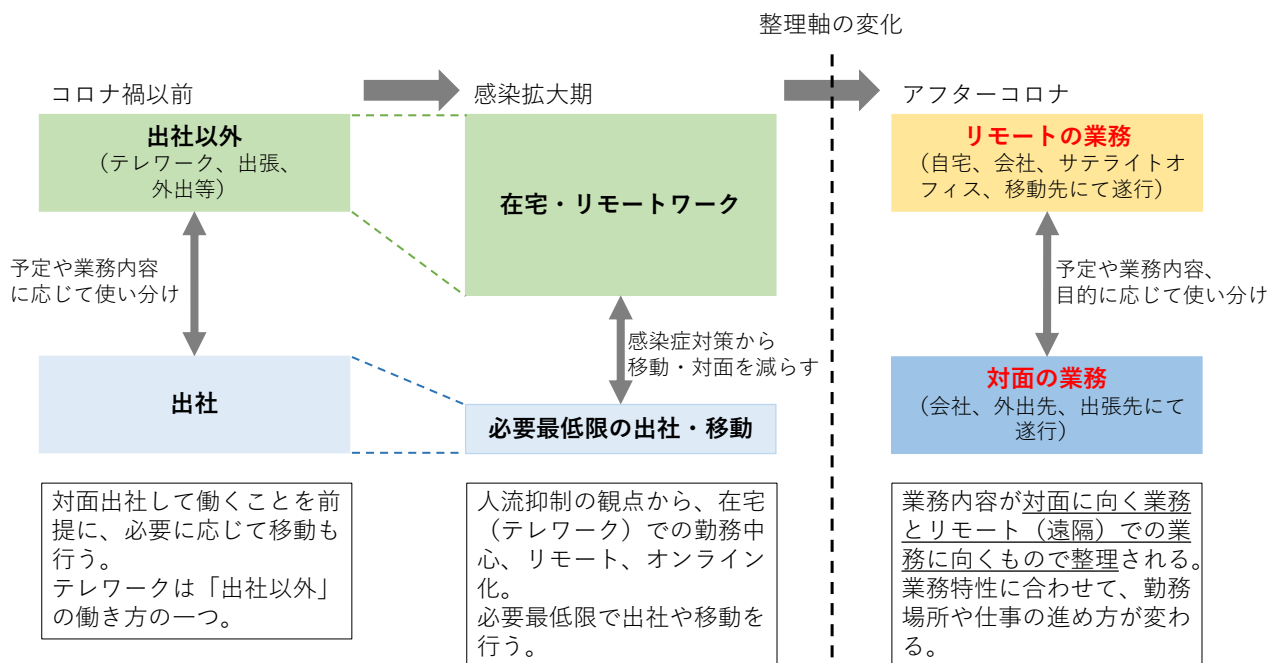 整理軸の変化
コロナ禍以前
感染拡大期
アフターコロナ
出社以外
（テレワーク、出張、
外出等）
予定や業務内容
に応じて使い分け
出社
対面出社して働くことを前
提に、必要に応じて移動も
行う。
テレワークは「出社以外」
の働き方の一つ。
在宅・リモートワーク
感染症対策から
移動・対面を減らす
必要最低限の出社・移動
人流抑制の観点から、在宅
（テレワーク）での勤務中
心、リモート、オンライン
化。
必要最低限で出社や移動を
行う。
リモートの業務
（自宅、会社、サテライトオ
フィス、移動先にて遂行）
予定や業務内容、
目的に応じて使い分け
対面の業務
（会社、外出先、出張先にて
遂行）
業務内容が対面に向く業務
とリモート（遠隔）での業
務に向くもので整理される。
業務特性に合わせて、勤務
場所や仕事の進め方が変わ
る。